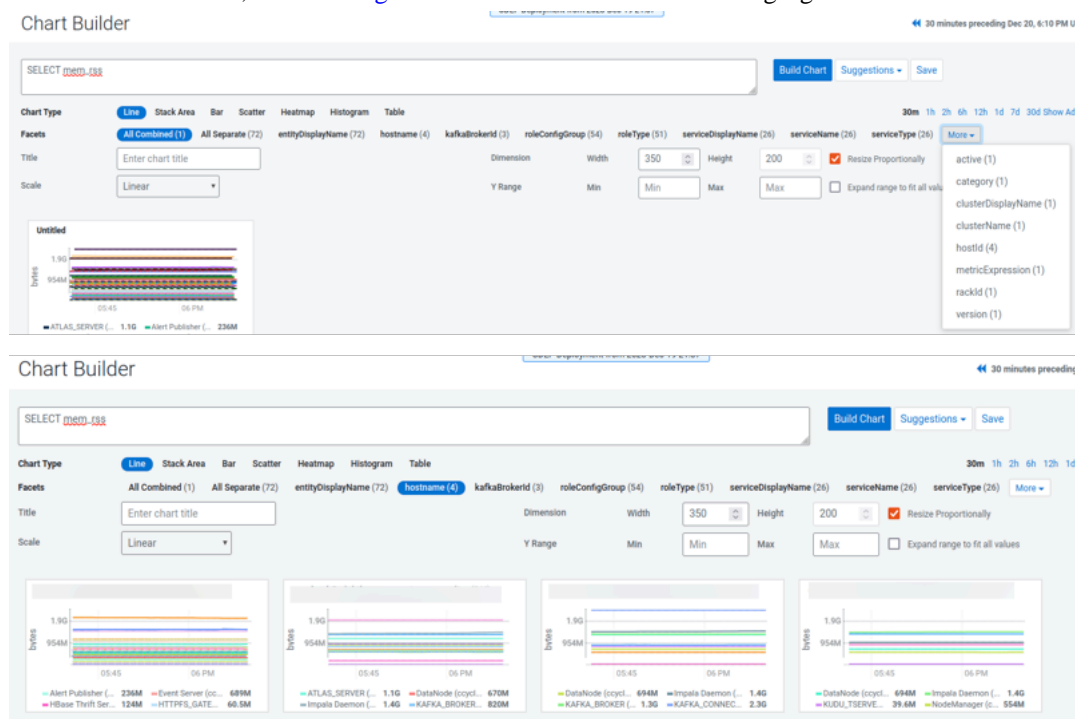 Chart Builder
30 minutes preceding Dec 20, 6:10 PM U
SELECT mem_rss
Build Chart Suggestions Save
Chart Type Line Stack Area Bar Scatter Heatmap Histogram Table 30m 1h 2h 6h 12h 1d 7d 30d Show Ad
Facets All Combined (1) All Separate (72) entityDisplayName (72) hostname (4) kafkaBrokerId (3) roleConfigGroup (54) roleType (51) serviceDisplayName (26) serviceName (26) serviceType (26) More
Title Enter chart title Dimension Width 350 Height 200 Resize Proportionally
Scale Linear Y Range Min Min Max Max Expand range to fit all valu
active (1)
category (1)
clusterDisplayName (1)
clusterName (1)
hostId (4)
metricExpression (1)
rackId (1)
version (1)
Untitled
bytes
1.9G
954M
05:45 06 PM
ATLAS_SERVER (... 1.1G Alert Publisher (... 236M
Chart Builder
30 minutes preceding
SELECT mem_rss
Build Chart Suggestions Save
Chart Type Line Stack Area Bar Scatter Heatmap Histogram Table 30m 1h 2h 6h 12h 1d
Facets All Combined (1) All Separate (72) entityDisplayName (72) hostname (4) kafkaBrokerId (3) roleConfigGroup (54) roleType (51) serviceDisplayName (26) serviceName (26) serviceType (26) More
Title Enter chart title Dimension Width 350 Height 200 Resize Proportionally
Scale Linear Y Range Min Min Max Max Expand range to fit all values
bytes 1.9G bytes 1.9G bytes 1.9G bytes 1.9G
954M 954M 954M 954M
05:45 06 PM 05:45 06 PM 05:45 06 PM 05:45 06 PM
Alert Publisher (... 236M Event Server (cc... 689M ATLAS_SERVER (... 1.1G DataNode (ccycl... 670M DataNode (ccycl... 694M Impala Daemon (... 1.4G DataNode (ccycl... 694M Impala Daemon (... 1.4G
HBase Thrift Ser... 124M HTTPFS_GATE... 60.5M Impala Daemon (... 1.4G KAFKA_BROKER... 820M KAFKA_BROKER (... 1.3G KAFKA_CONNEC... 2.3G KUDU_TSERVE... 39.6M NodeManager (c... 554M